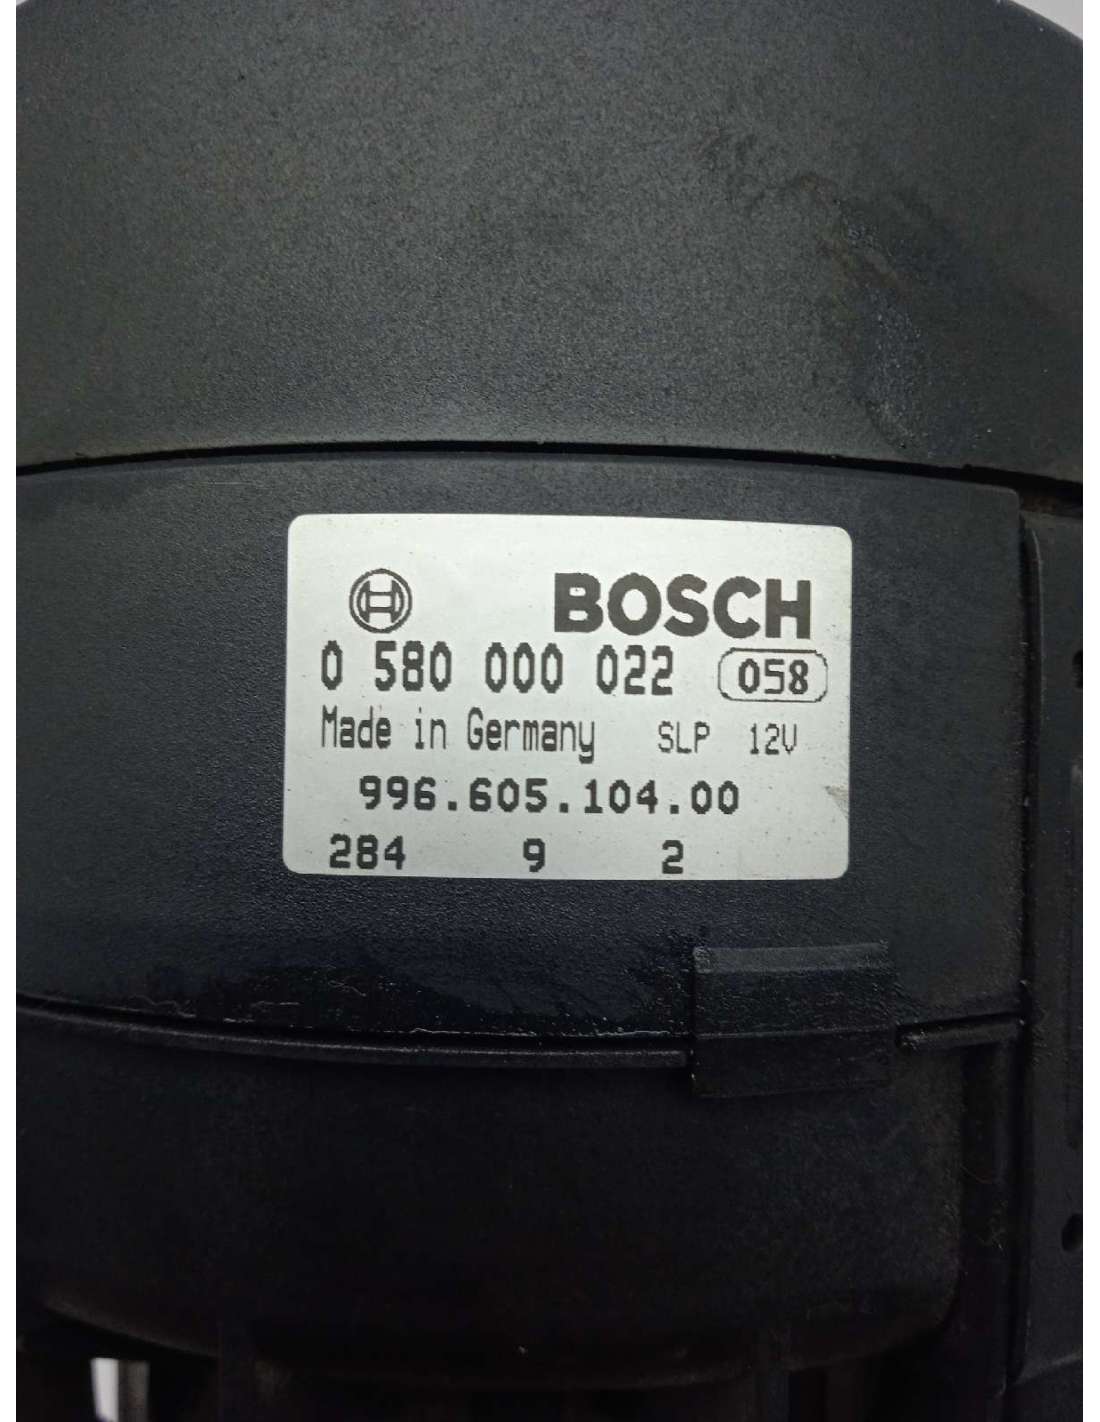 BOSCH
0 580 000 022 058
Made in Germany SLP 12V
996.605.104.00
284 9 2